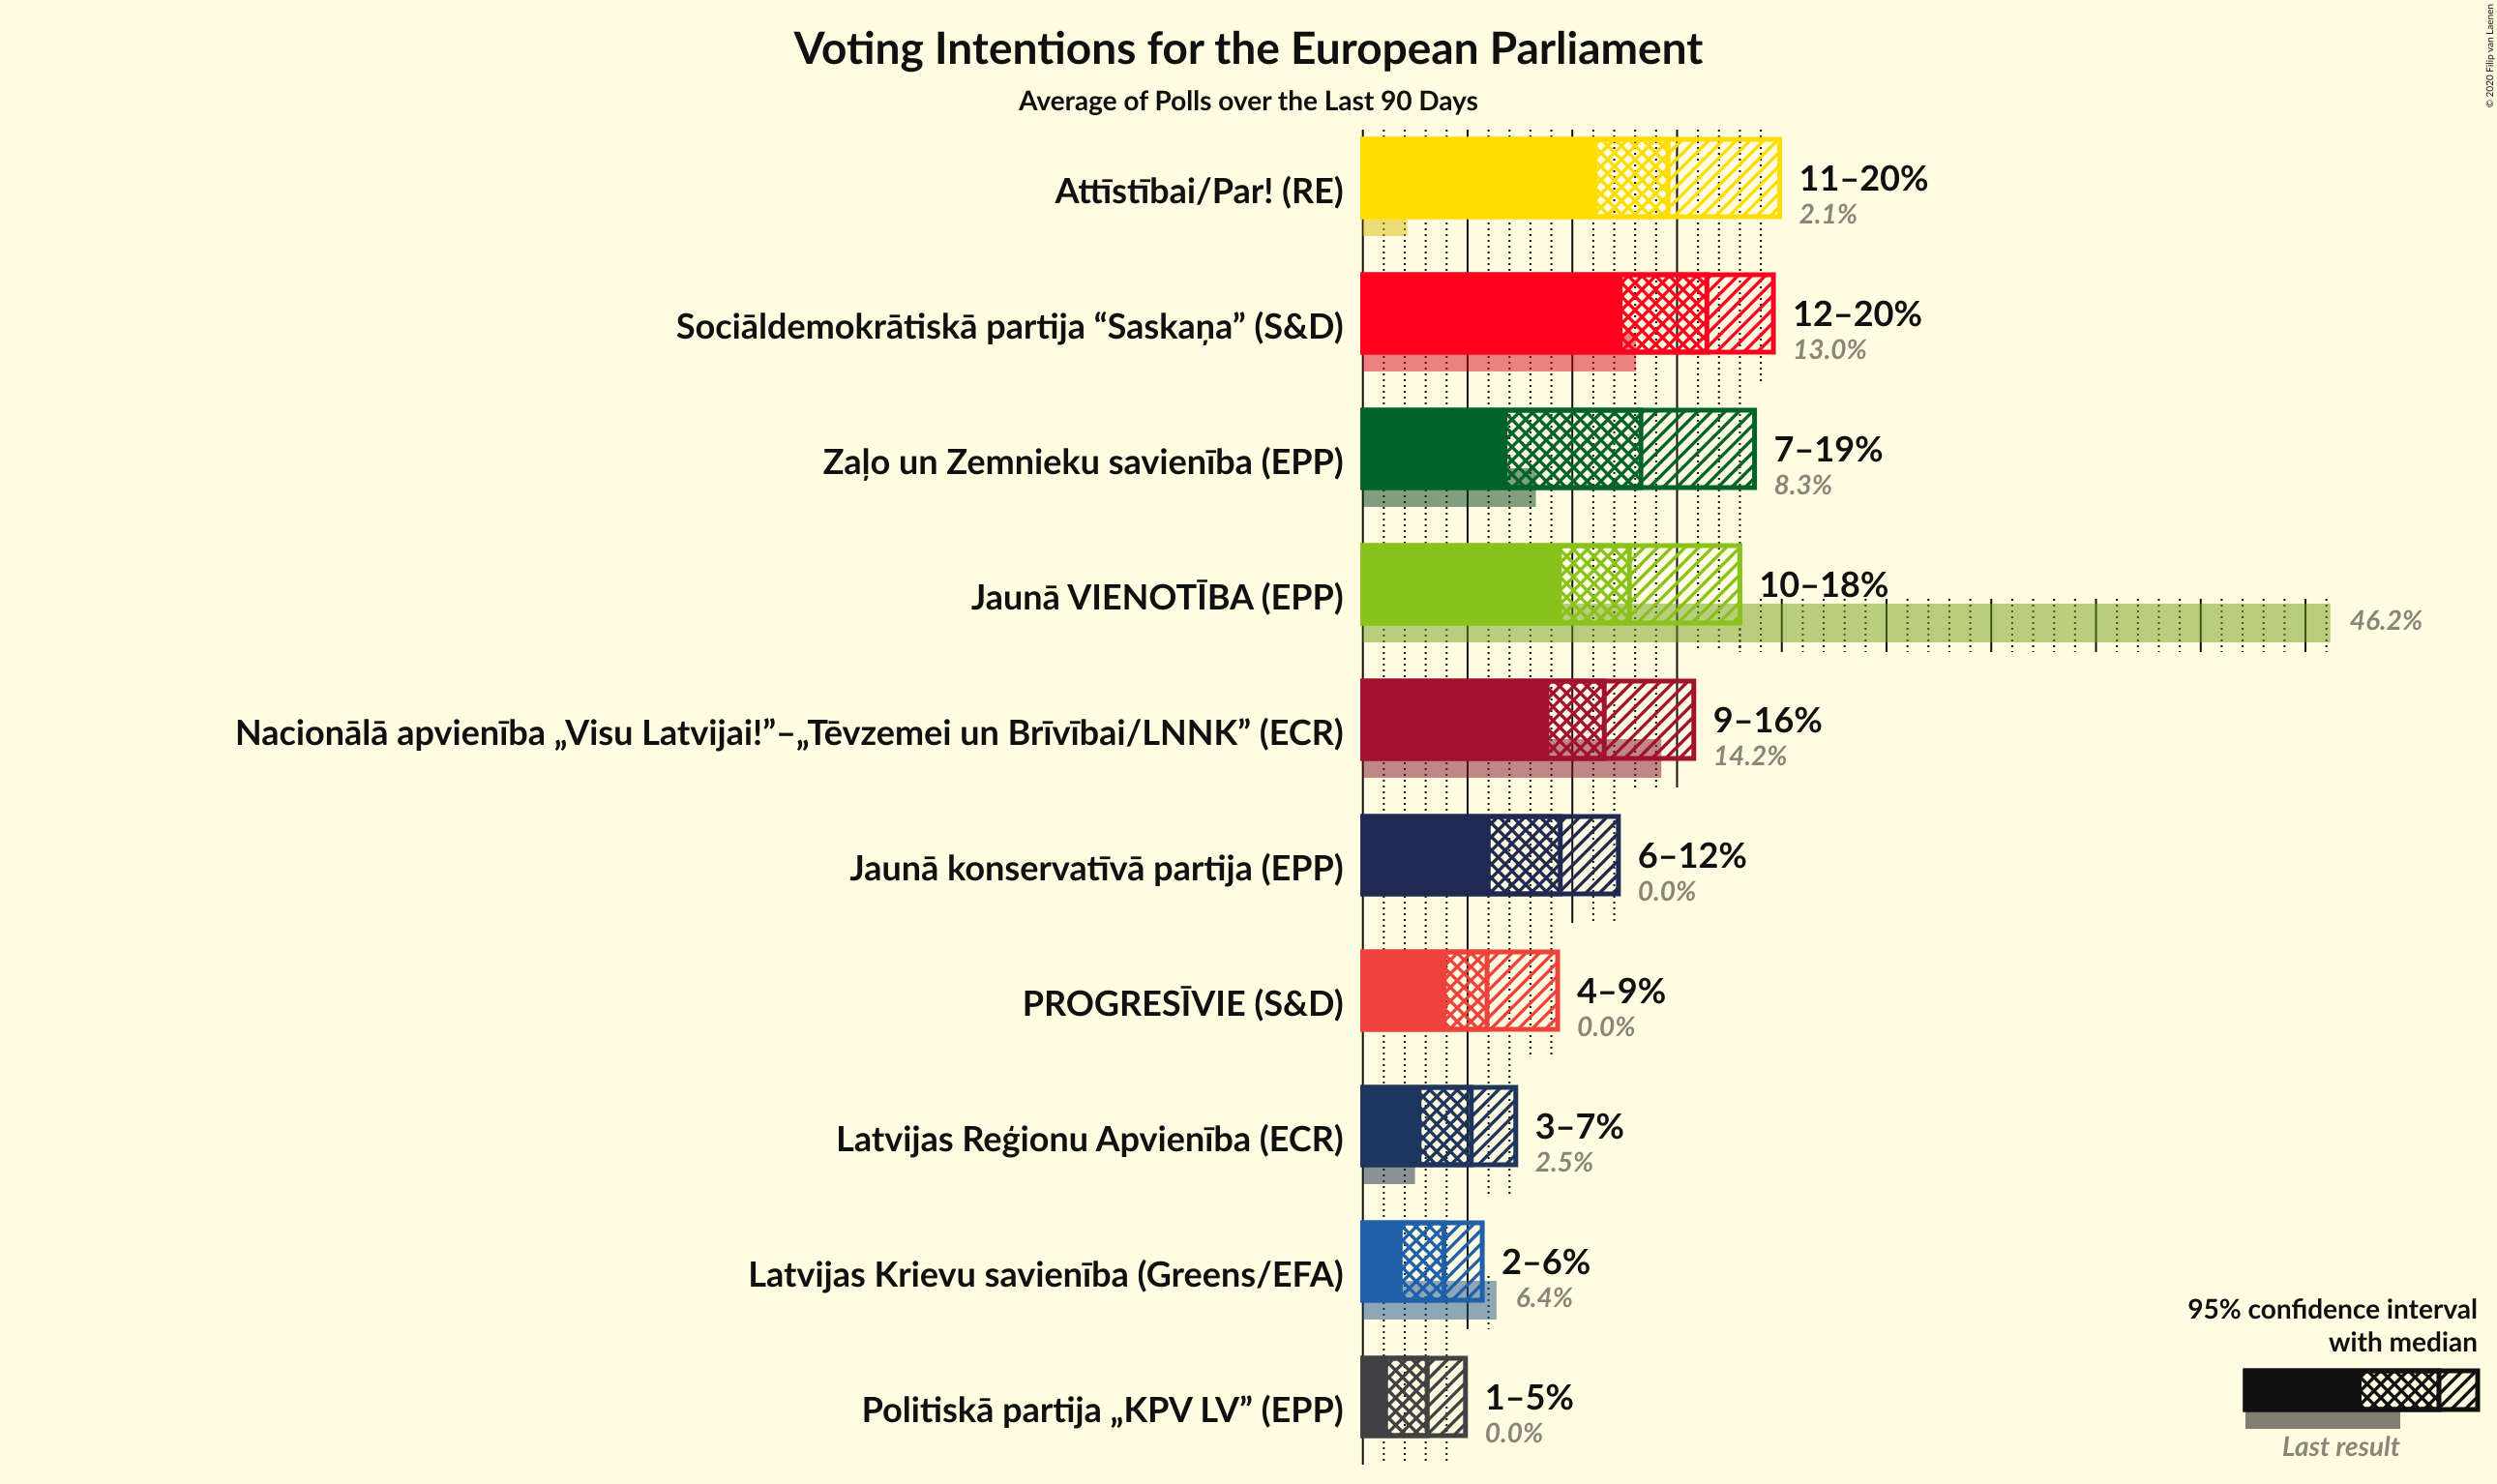 Voting Intentions for the European Parliament
Average of Polls over the Last 90 Days
© 2020 Filip van Laenen
Attīstībai/Par! (RE)
11–20%
2.1%
Sociāldemokrātiskā partija “Saskaņa” (S&D)
12–20%
13.0%
Zaļo un Zemnieku savienība (EPP)
7–19%
8.3%
Jaunā VIENOTĪBA (EPP)
10–18%
46.2%
Nacionālā apvienība „Visu Latvijai!”–„Tēvzemei un Brīvībai/LNNK” (ECR)
9–16%
14.2%
Jaunā konservatīvā partija (EPP)
6–12%
0.0%
PROGRESĪVIE (S&D)
4–9%
0.0%
Latvijas Reģionu Apvienība (ECR)
3–7%
2.5%
Latvijas Krievu savienība (Greens/EFA)
2–6%
6.4%
Politiskā partija „KPV LV” (EPP)
1–5%
0.0%
95% confidence interval
with median
Last result